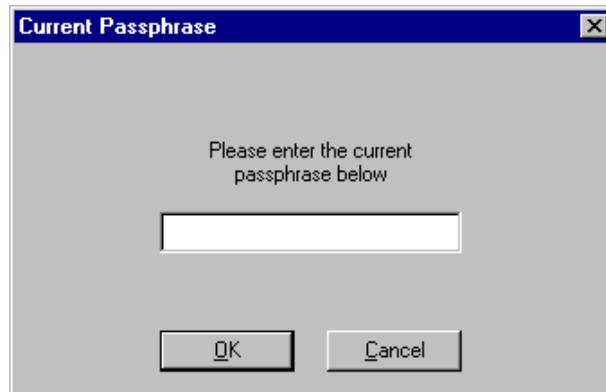 Current Passphrase
Please enter the current
passphrase below
OK
Cancel